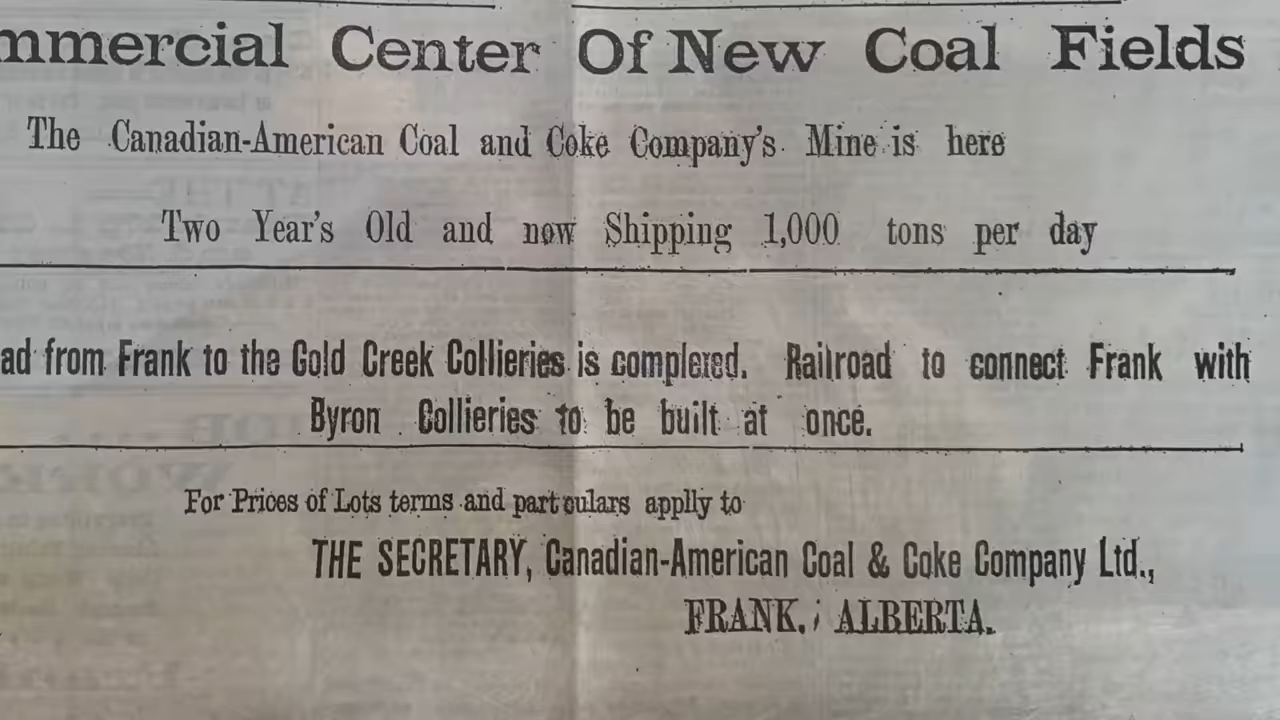 mmercial Center Of New Coal Fields
The Canadian-American Coal and Coke Company's Mine is here
Two Year's Old and now Shipping 1,000 tons per day
ad from Frank to the Gold Creek Collieries is complered. Railroad to connect Frank with
Byron Collieries to be built at once.
For Prices of Lots terms and part culars applly to
THE SECRETARY, Canadian-American Coal & Coke Company Ltd.,
FRANK, ALBERTA.